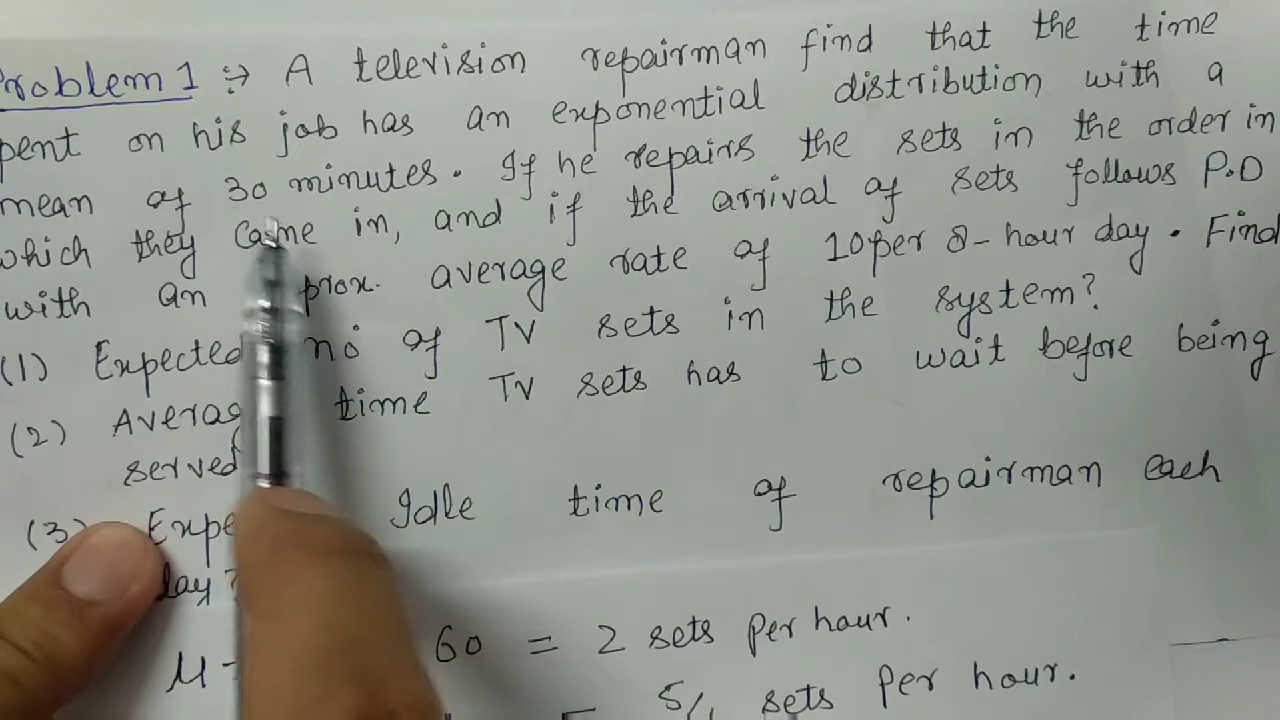 roblem 1 :→ A television repairman find that the time
pent on his job has an exponential distribution with a
mean of 30 minutes. If he repairs the sets in the order in
which they came in, and if the arrival of sets follows P.D
with an prox. average rate of 10 per 8-hour day. Find
(1) Expected no of TV sets in the system?
(2) Averag time TV sets has to wait before being
served
(3) Expe Idle time of repairman each
day?
μ 60 = 2 sets per hour.
5/ sets per hour.